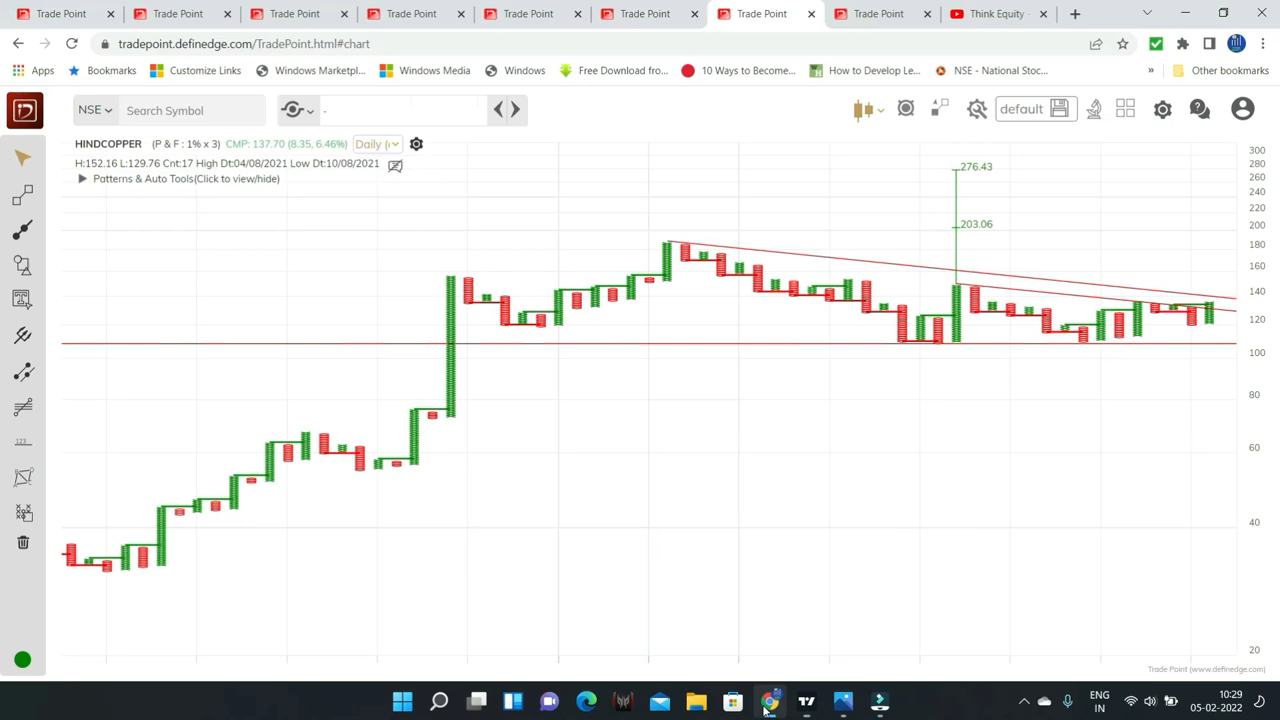 Trade Point
Trade Point
Trade Point
Trade Point
Trade Point
Trade Point
Trade Point
Trade Point
Think Equity -
tradepoint.definedge.com/TradePoint.html#chart
Apps
Bookmarks
Customize Links
Windows Marketpl...
Windows Media
Windows
Free Download fro...
10 Ways to Become...
How to Develop Le...
NSE - National Stoc...
»
Other bookmarks
NSE
Search Symbol
-
default
HINDCOPPER (P & F : 1% x 3) CMP: 137.70 (8.35, 6.46%) Daily (
H:152.16 L:129.76 Cnt:17 High Dt:04/08/2021 Low Dt:10/08/2021
Patterns & Auto Tools(Click to view/hide)
276.43
203.06
300
280
260
240
220
200
180
160
140
120
100
80
60
40
20
123
Trade Point (www.definedge.com)
ENG
IN
10:29
05-02-2022